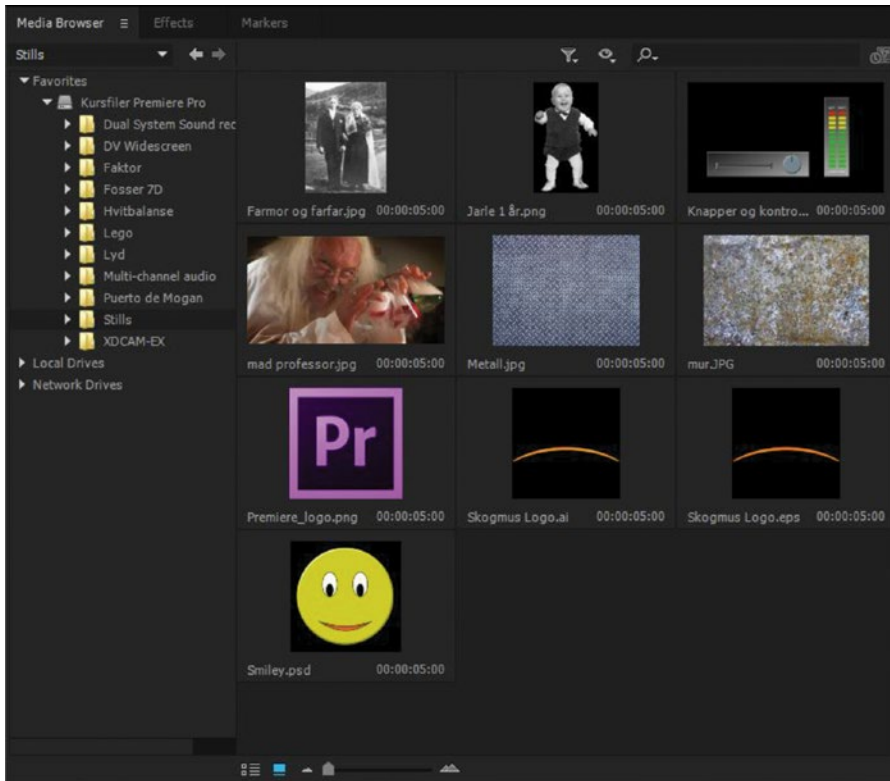 Media Browser Effects Markers
Stills
Favorites
Kursfiler Premiere Pro
Dual System Sound rec
DV Widescreen
Faktor
Fosser 7D
Hvitbalanse
Lego
Lyd
Multi-channel audio
Puerto de Mogan
Stills
XDCAM-EX
Local Drives
Network Drives
Farmor og farfar.jpg 00:00:05:00
Jarle 1 år.png 00:00:05:00
Knapper og kontro... 00:00:05:00
mad professor.jpg 00:00:05:00
Metall.jpg 00:00:05:00
mur.JPG 00:00:05:00
Pr
Premiere_logo.png 00:00:05:00
Skogmus Logo.ai 00:00:05:00
Skogmus Logo.eps 00:00:05:00
Smiley.psd 00:00:05:00